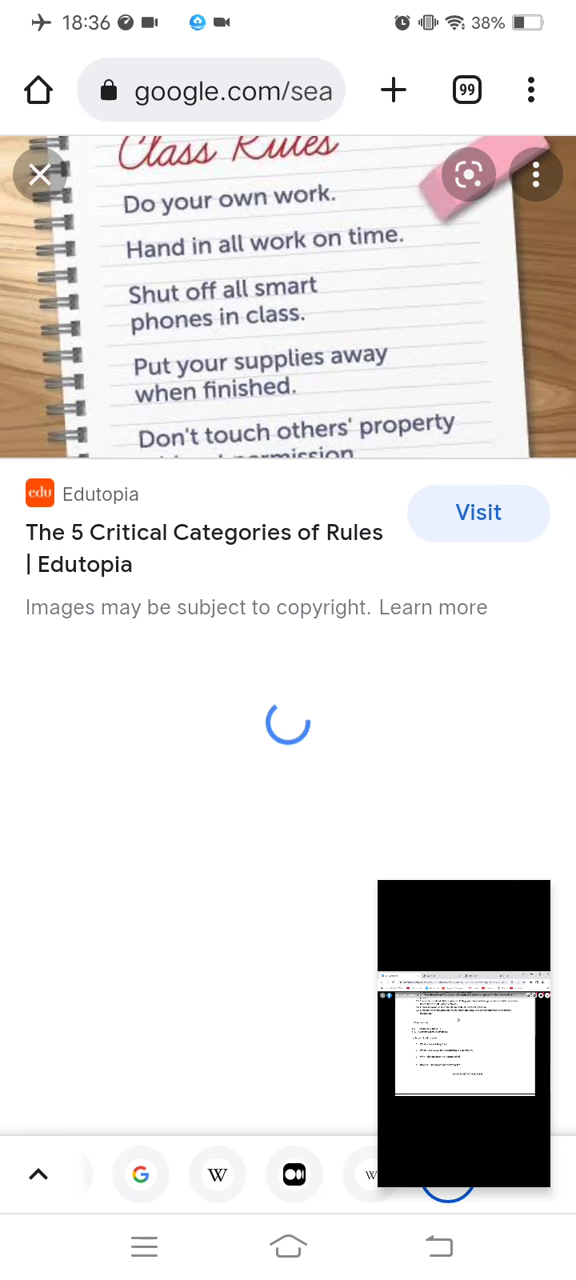 18:36
38%
google.com/sea
99
Class Rules
Do your own work.
Hand in all work on time.
Shut off all smart
phones in class.
Put your supplies away
when finished.
Don't touch others' property
edu Edutopia
Visit
The 5 Critical Categories of Rules
| Edutopia
Images may be subject to copyright. Learn more
G
W
W